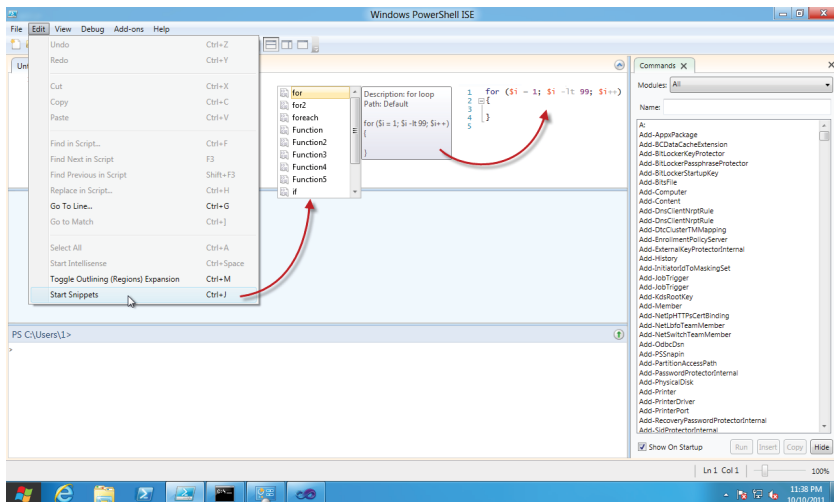 Windows PowerShell ISE
File Edit View Debug Add-ons Help
Undo Ctrl+Z
Redo Ctrl+Y
Cut Ctrl+X
Copy Ctrl+C
Paste Ctrl+V
Find in Script... Ctrl+F
Find Next in Script F3
Find Previous in Script Shift+F3
Replace in Script... Ctrl+H
Go To Line... Ctrl+G
Go to Match Ctrl+]
Select All Ctrl+A
Start Intellisense Ctrl+Space
Toggle Outlining (Regions) Expansion Ctrl+M
Start Snippets Ctrl+J
for
for2
foreach
Function
Function2
Function3
Function4
Function5
if
Description: for loop
Path: Default
for ($i = 1; $i -lt 99; $i++)
{
}
1 for ($i = 1; $i -lt 99; $i++)
2 {
3
4 }
5
PS C:\Users\1>
>
Commands X
Modules: All
Name:
A:
Add-AppxPackage
Add-BCDataCacheExtension
Add-BitLockerKeyProtector
Add-BitLockerPassphraseProtector
Add-BitLockerStartupKey
Add-BitsFile
Add-Computer
Add-Content
Add-DnsClientNrptRule
Add-DnsClientNrptRule
Add-DtcClusterTMMapping
Add-EnrollmentPolicyServer
Add-ExternalKeyProtectorInternal
Add-History
Add-InitiatorIdToMaskingSet
Add-JobTrigger
Add-JobTrigger
Add-KdsRootKey
Add-Member
Add-NetIpHTTPsCertBinding
Add-NetLbfoTeamMember
Add-NetSwitchTeamMember
Add-OdbcDsn
Add-PSSnapin
Add-PartitionAccessPath
Add-PasswordProtectorInternal
Add-PhysicalDisk
Add-Printer
Add-PrinterDriver
Add-PrinterPort
Add-RecoveryPasswordProtectorInternal
Add-SidProtectorInternal
Show On Startup Run Insert Copy Hide
Ln 1 Col 1 100%
11:38 PM
10/10/2011